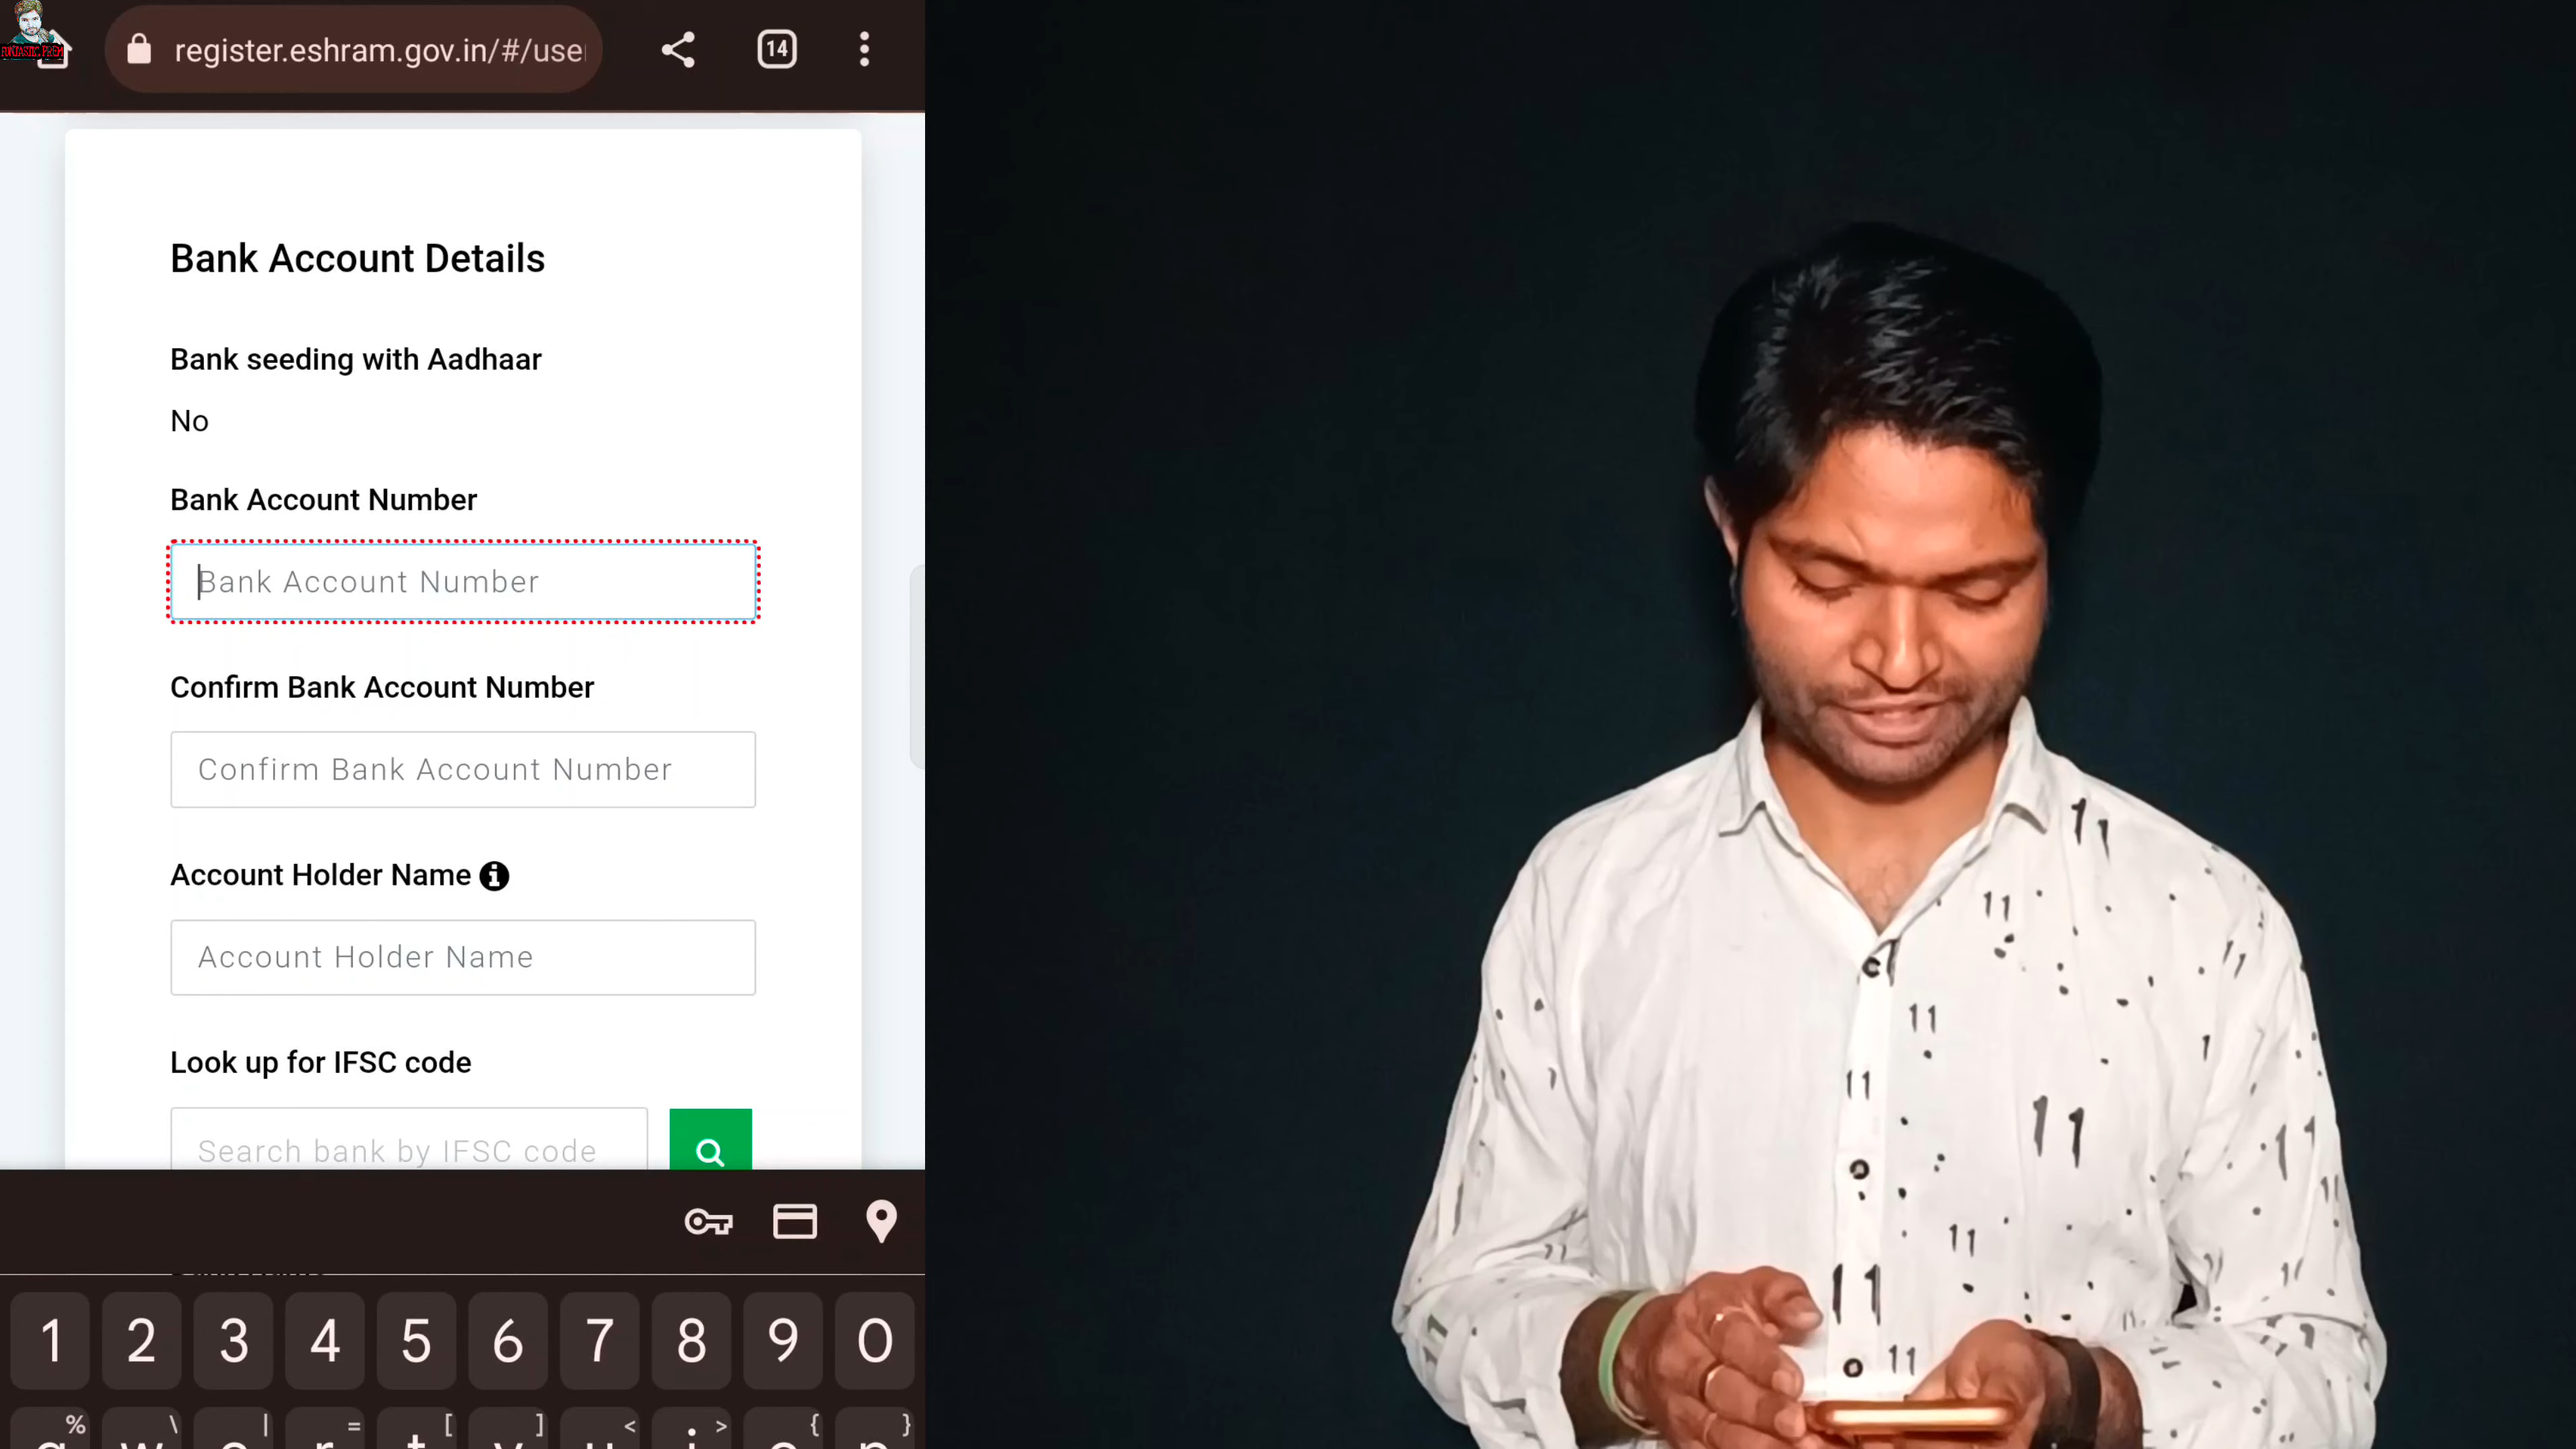 FUNTASTIC PREM
register.eshram.gov.in/#/use
14
Bank Account Details
Bank seeding with Aadhaar
No
Bank Account Number
Bank Account Number
Confirm Bank Account Number
Confirm Bank Account Number
Account Holder Name
Account Holder Name
Look up for IFSC code
Search bank by IFSC code
1 2 3 4 5 6 7 8 9 0
% \ | = [ ] < > { }